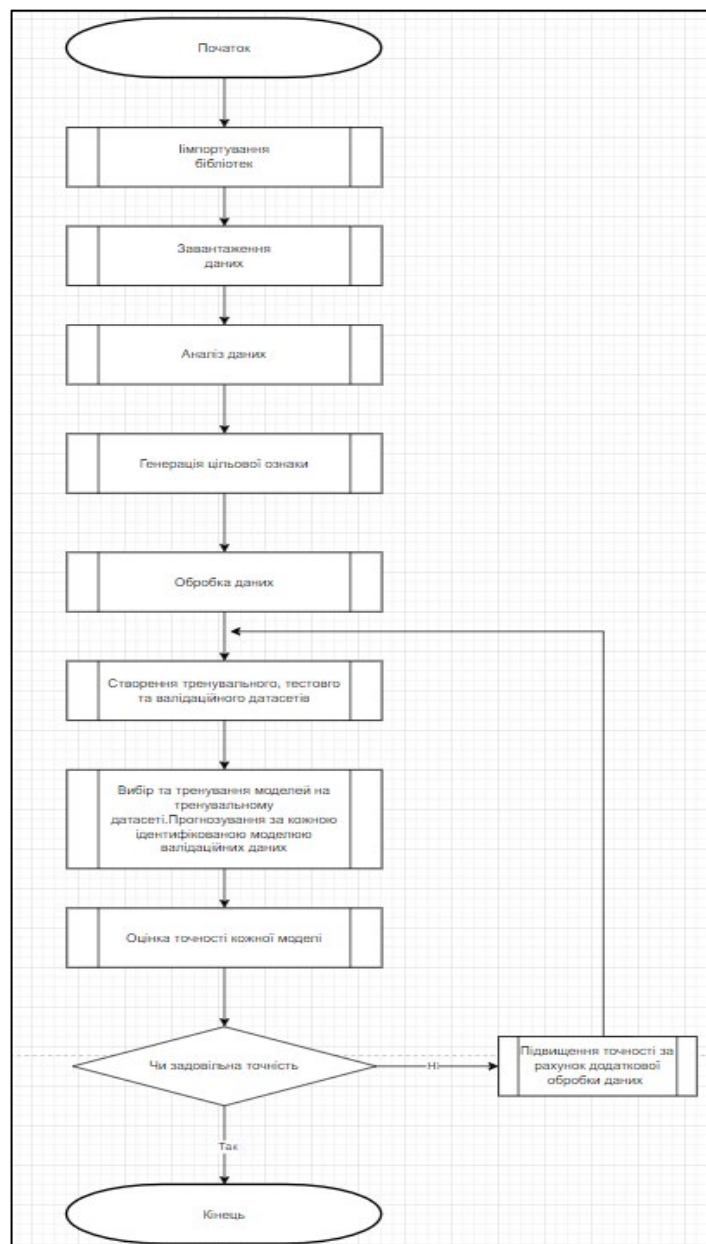 Початок
Іімпортування
бібліотек
Завантаження
даних
Аналіз даних
Генерація цільової ознаки
Обробка даних
Створення тренувального, тестовго
та валідаційного датасетів
Вибір та тренування моделей на
тренувальному
датасеті.Прогнозування за кожною
ідентифікованою моделюю
валідаційних даних
Оцінка точності кожної моделі
Чи задовільна точність
Ні
Підвищення точності за
рахунок додаткової
обробки даних
Так
Кінець